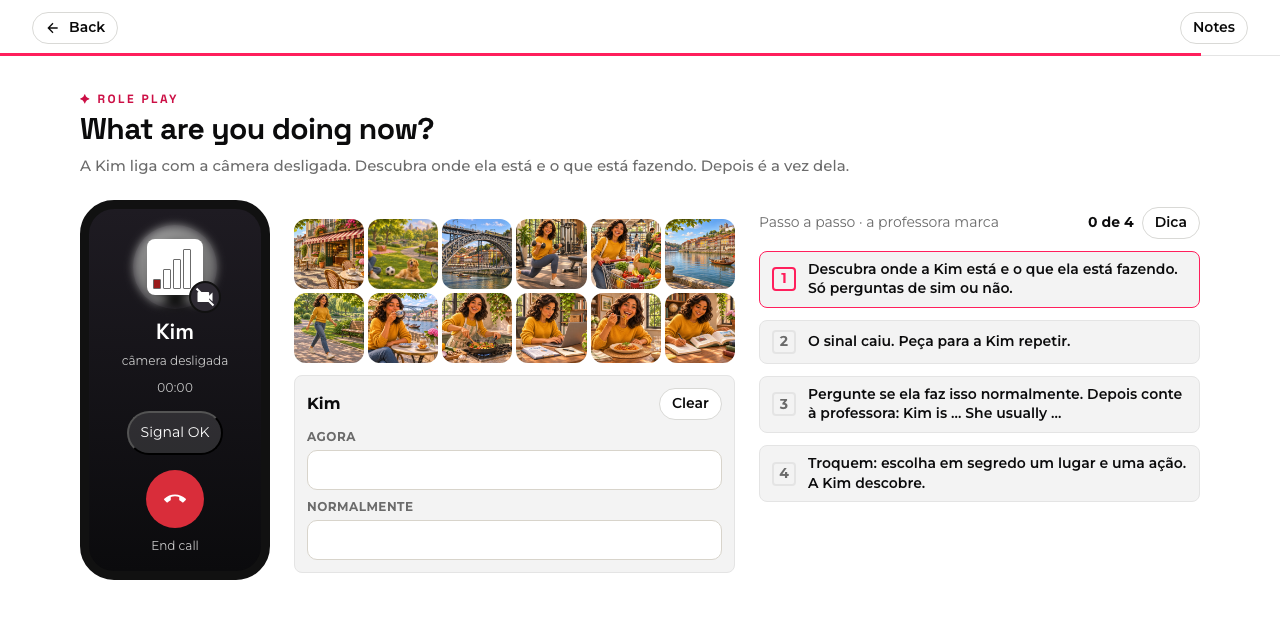 Back
Notes
ROLE PLAY
What are you doing now?
A Kim liga com a câmera desligada. Descubra onde ela está e o que está fazendo. Depois é a vez dela.
Kim
câmera desligada
00:00
Signal OK
End call
Kim
Clear
AGORA
NORMALMENTE
Passo a passo · a professora marca
0 de 4
Dica
1
Descubra onde a Kim está e o que ela está fazendo.
Só perguntas de sim ou não.
2
O sinal caiu. Peça para a Kim repetir.
3
Pergunte se ela faz isso normalmente. Depois conte
à professora: Kim is ... She usually ...
4
Troquem: escolha em segredo um lugar e uma ação.
A Kim descobre.